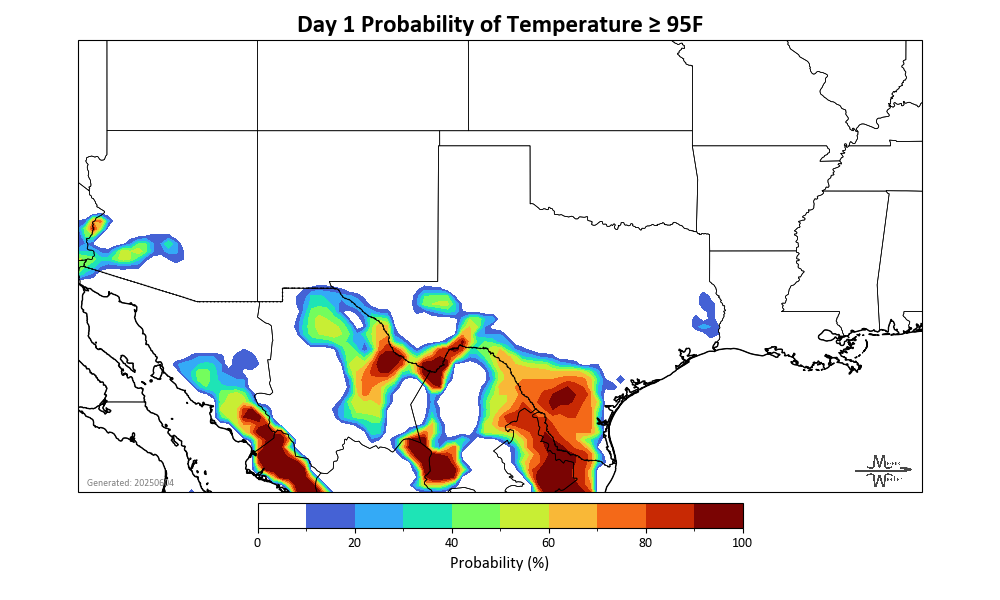 Day 1 Probability of Temperature ≥ 95F
Generated: 20250604
0 20 40 60 80 100
Probability (%)